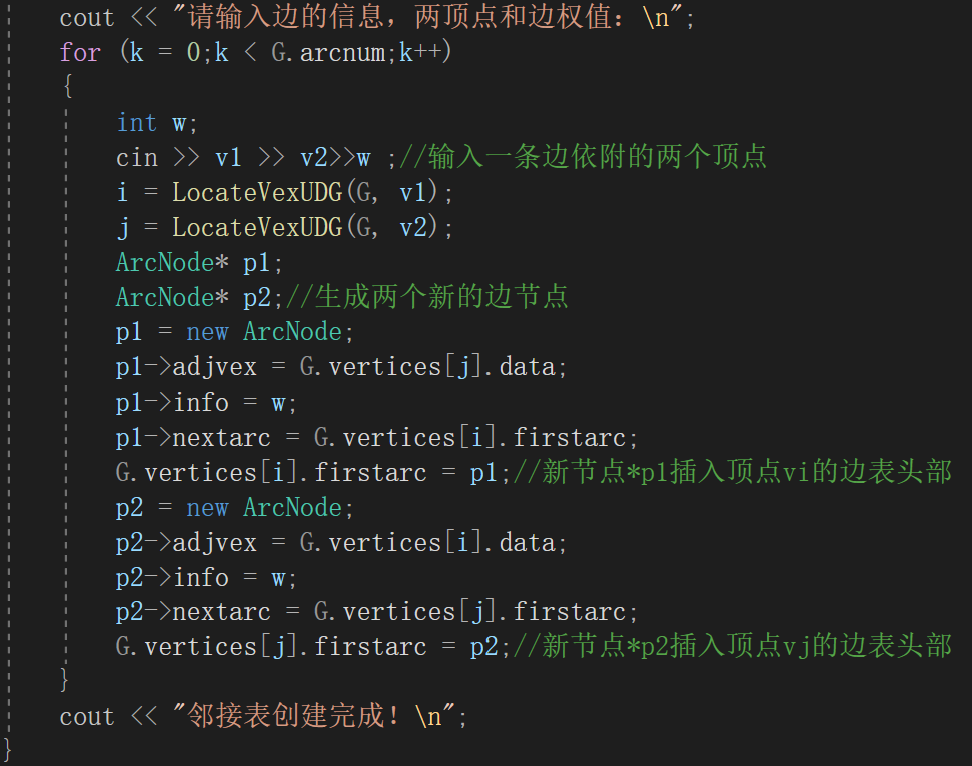 cout << "请输入边的信息，两顶点和边权值：\n";
for (k = 0;k < G.arcnum;k++)
{
int w;
cin >> v1 >> v2>>w ;//输入一条边依附的两个顶点
i = LocateVexUDG(G, v1);
j = LocateVexUDG(G, v2);
ArcNode* p1;
ArcNode* p2;//生成两个新的边节点
p1 = new ArcNode;
p1->adjvex = G.vertices[j].data;
p1->info = w;
p1->nextarc = G.vertices[i].firstarc;
G.vertices[i].firstarc = p1;//新节点*p1插入顶点vi的边表头部
p2 = new ArcNode;
p2->adjvex = G.vertices[i].data;
p2->info = w;
p2->nextarc = G.vertices[j].firstarc;
G.vertices[j].firstarc = p2;//新节点*p2插入顶点vj的边表头部
}
cout << "邻接表创建完成！\n";
}